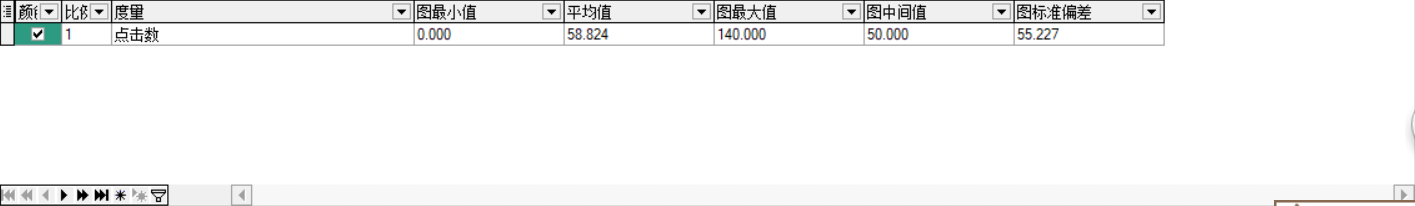 颜 比例 度量 图最小值 平均值 图最大值 图中间值 图标准偏差
1 点击数 0.000 58.824 140.000 50.000 55.227